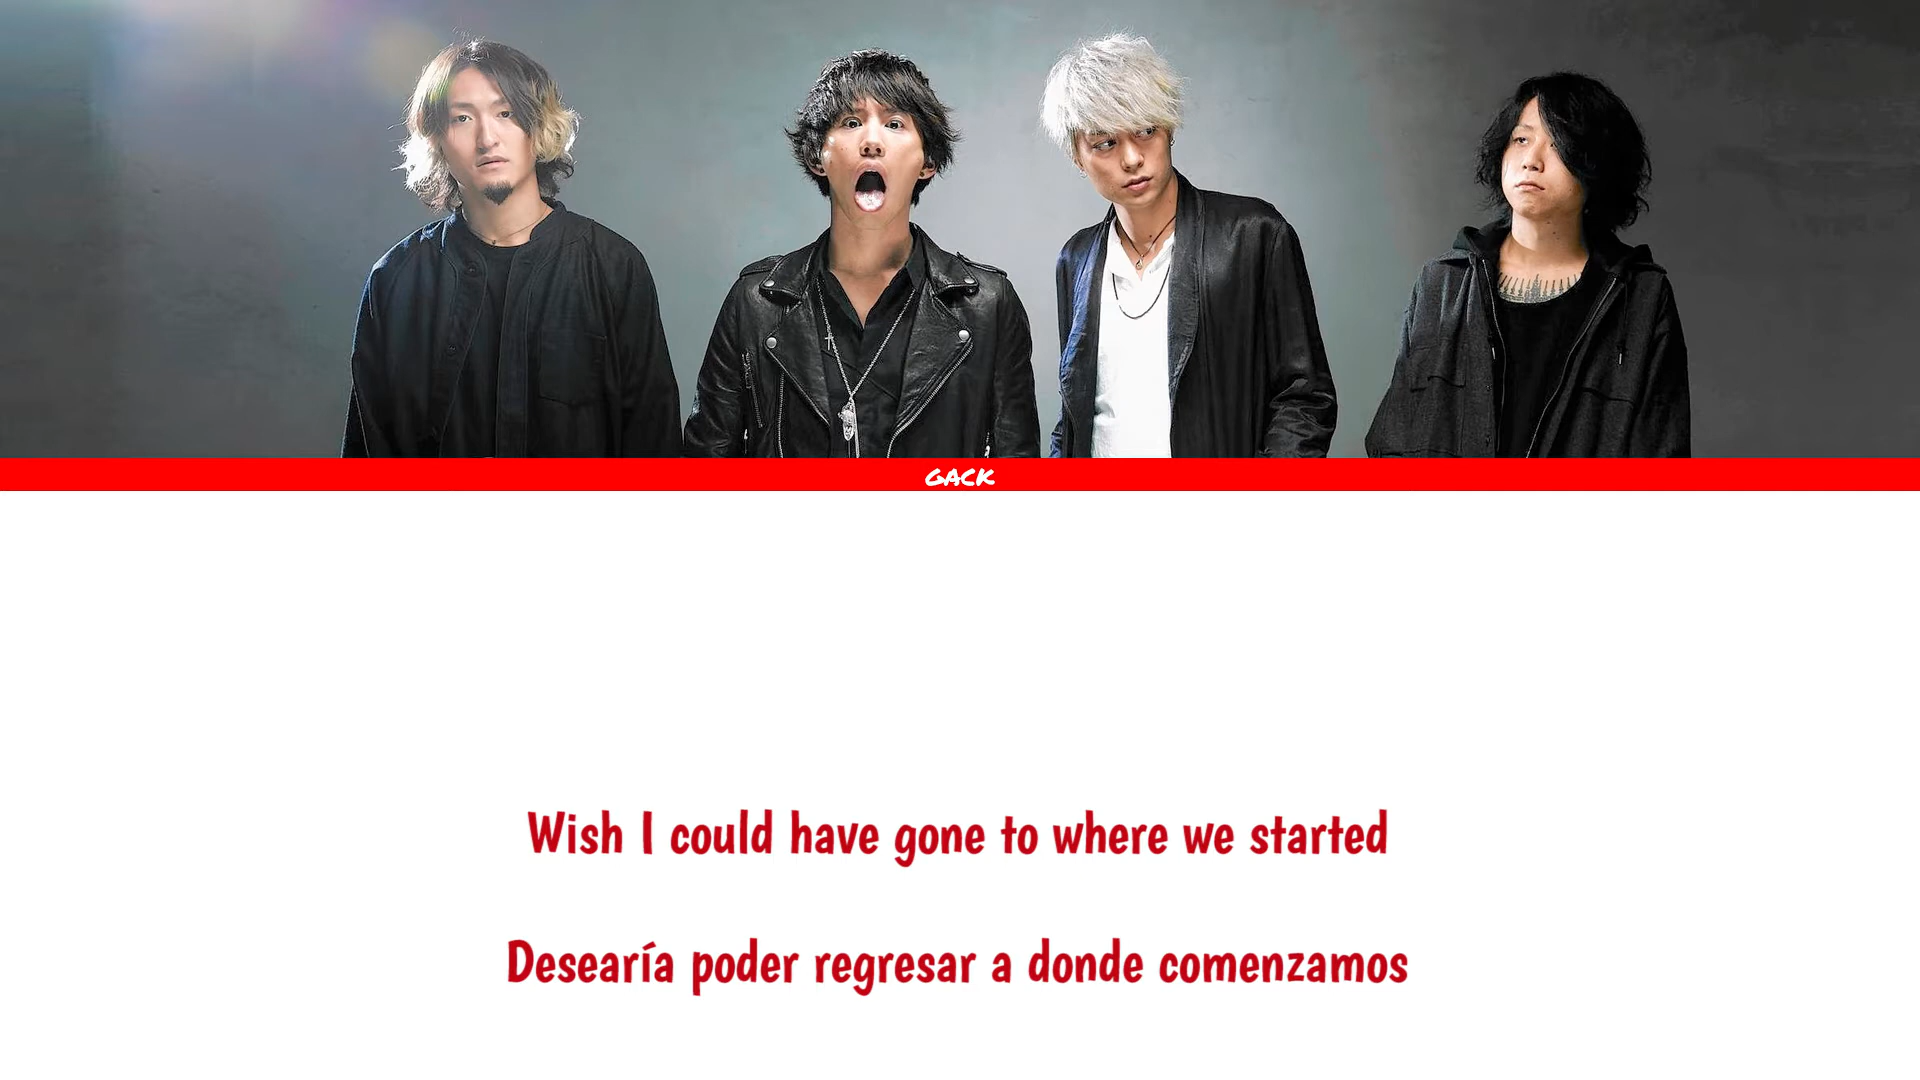 GACK
Wish I could have gone to where we started
Desearía poder regresar a donde comenzamos